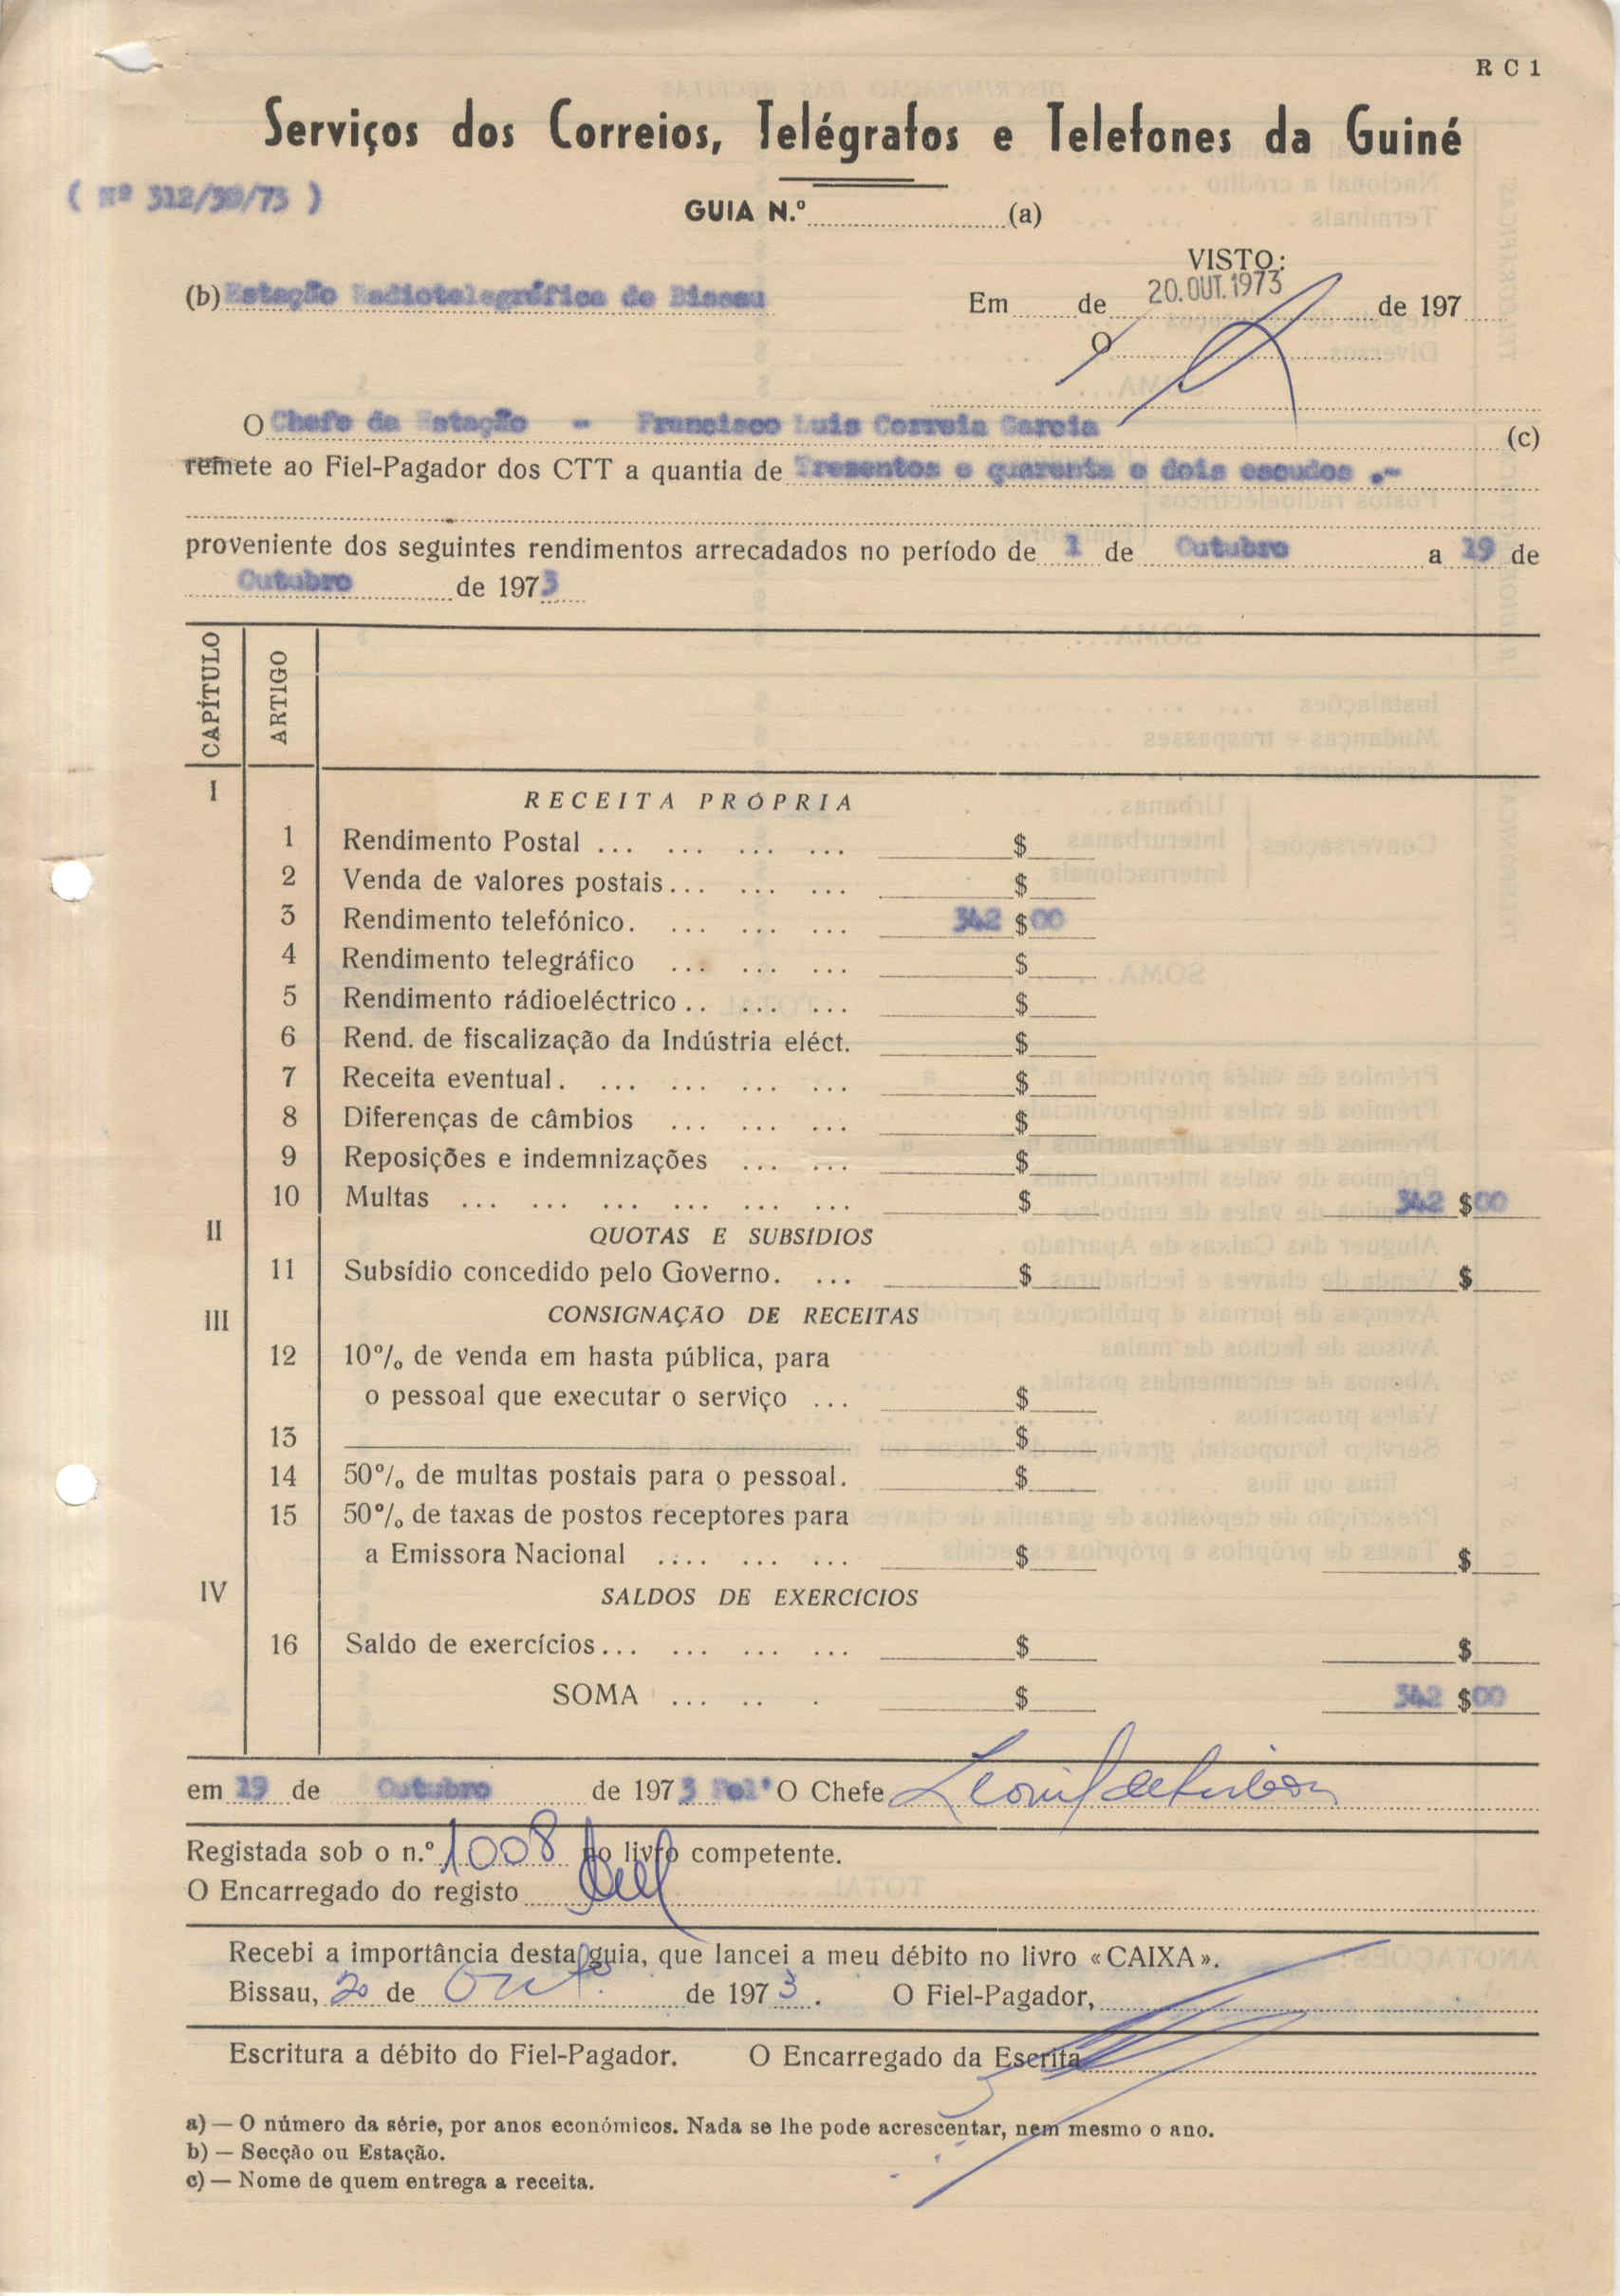 R C 1
Serviços dos Correios, Telégrafos e Telefones da Guiné
( Nº 312/30/73 )
GUIA N.º (a)
VISTO:
(b) Estação Radiotelegráfica de Bissau
Em de 20. OUT. 1973 de 197
O
O Chefe da Estação - Francisco Luis Correia Garcia (c)
remete ao Fiel-Pagador dos CTT a quantia de Trezentos e quarenta e dois escudos .-
proveniente dos seguintes rendimentos arrecadados no período de 1 de Outubro a 19 de
Outubro de 1973
CAPÍTULO ARTIGO
I RECEITA PRÓPRIA
1 Rendimento Postal ... ... ... ... $
2 Venda de valores postais... ... ... $
3 Rendimento telefónico. ... ... ... 342 $00
4 Rendimento telegráfico ... ... ... $
5 Rendimento rádioeléctrico .. ... ... $
6 Rend. de fiscalização da Indústria eléct. $
7 Receita eventual. ... ... ... ... $
8 Diferenças de câmbios ... ... ... $
9 Reposições e indemnizações ... ... $
10 Multas ... ... ... ... ... ... $ 342 $00
II QUOTAS E SUBSÍDIOS
11 Subsídio concedido pelo Governo. ... $ $
III CONSIGNAÇÃO DE RECEITAS
12 10% de venda em hasta pública, para
o pessoal que executar o serviço ... $
13 $
14 50% de multas postais para o pessoal. $
15 50% de taxas de postos receptores para
a Emissora Nacional .... ... ... $ $
IV SALDOS DE EXERCÍCIOS
16 Saldo de exercícios... ... ... ... $ $
SOMA ... .. . $ 342 $00
em 19 de Outubro de 1973 Pel' O Chefe
Registada sob o n.º 1008 do livro competente.
O Encarregado do registo
Recebi a importância desta guia, que lancei a meu débito no livro «CAIXA».
Bissau, 20 de Outº. de 1973. O Fiel-Pagador,
Escritura a débito do Fiel-Pagador. O Encarregado da Escrita
a) — O número da série, por anos económicos. Nada se lhe pode acrescentar, nem mesmo o ano.
b) — Secção ou Estação.
c) — Nome de quem entrega a receita.